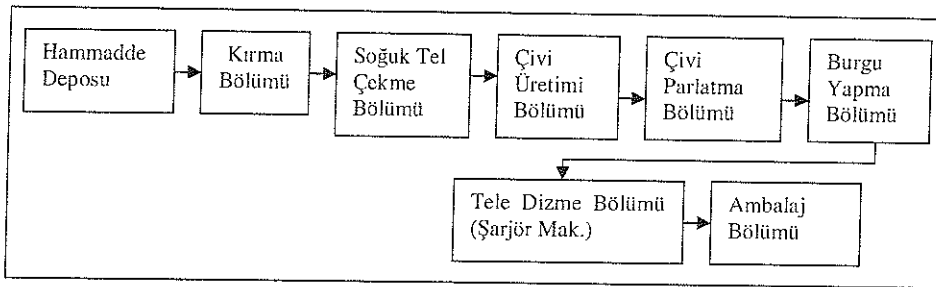 Hammadde
Deposu
Kırma
Bölümü
Soğuk Tel
Çekme
Bölümü
Çivi
Üretimi
Bölümü
Çivi
Parlatma
Bölümü
Burgu
Yapma
Bölümü
Tele Dizme Bölümü
(Şarjör Mak.)
Ambalaj
Bölümü